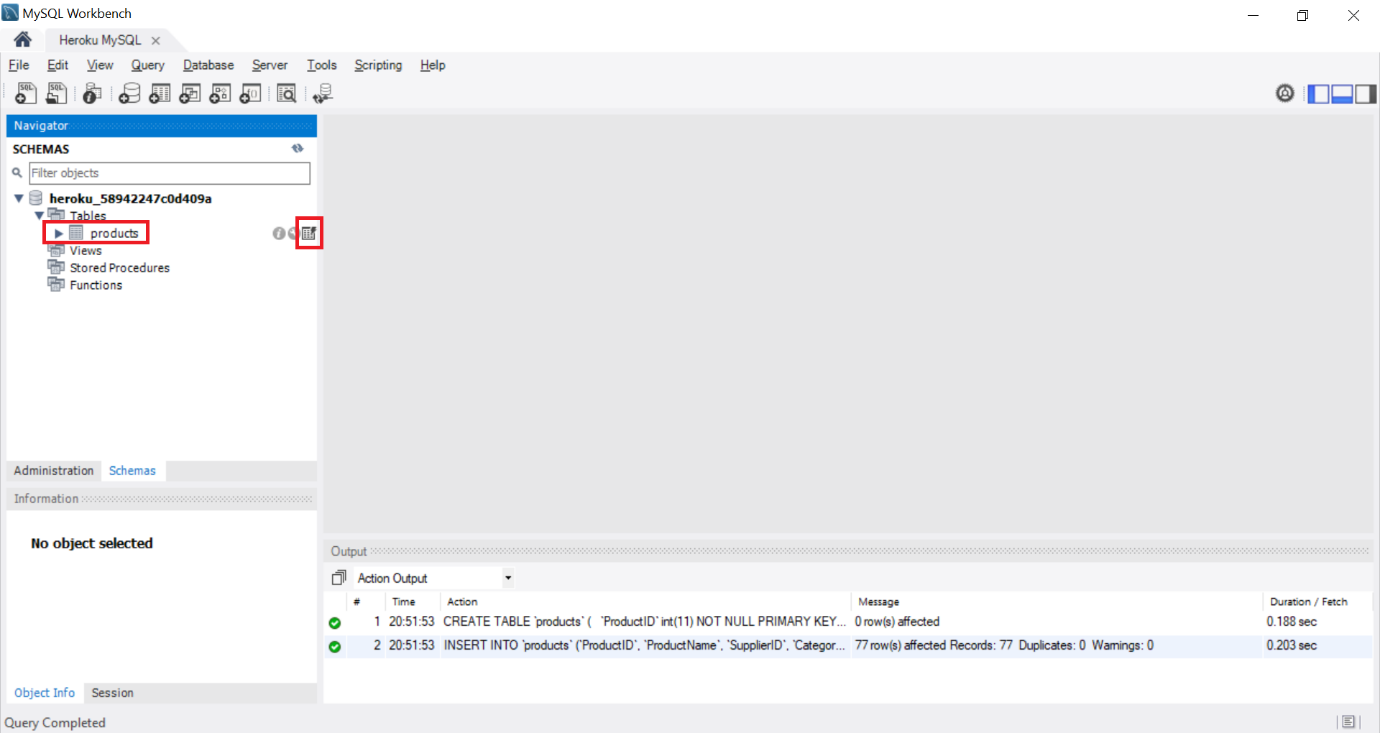 MySQL Workbench
Heroku MySQL
File Edit View Query Database Server Tools Scripting Help
Navigator
SCHEMAS
Filter objects
heroku_58942247c0d409a
Tables
products
Views
Stored Procedures
Functions
Administration Schemas
Information
No object selected
Object Info Session
Output
Action Output
# Time Action Message Duration / Fetch
1 20:51:53 CREATE TABLE `products` ( `ProductID` int(11) NOT NULL PRIMARY KEY... 0 row(s) affected 0.188 sec
2 20:51:53 INSERT INTO `products` (`ProductID`, `ProductName`, `SupplierID`, `Categor... 77 row(s) affected Records: 77 Duplicates: 0 Warnings: 0 0.203 sec
Query Completed